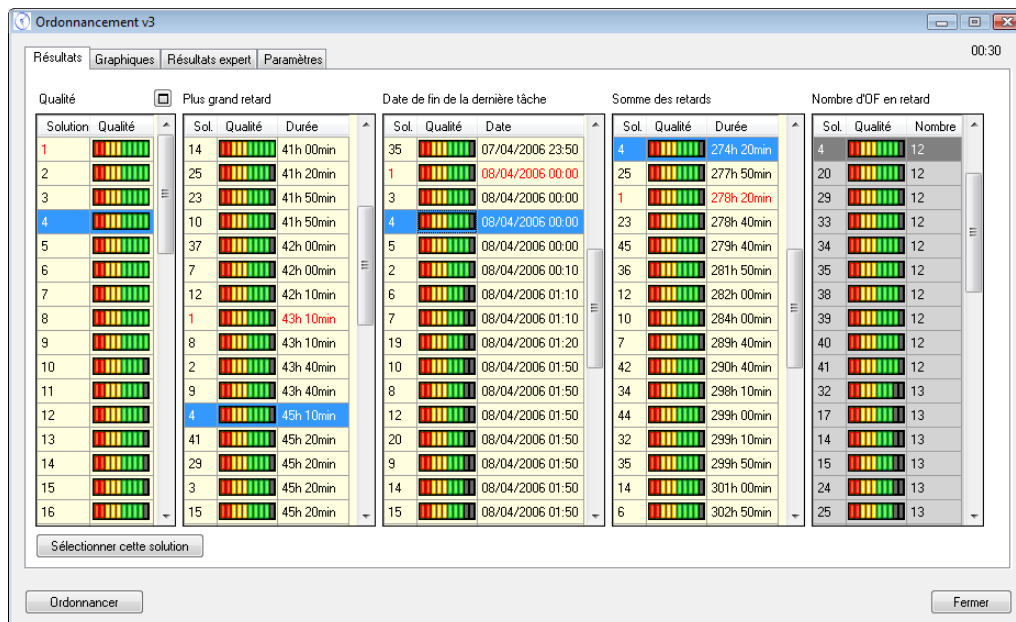 Ordonnancement v3
00:30
Résultats Graphiques Résultats expert Paramètres
Qualité Plus grand retard Date de fin de la dernière tâche Somme des retards Nombre d'OF en retard
Solution Qualité Sol. Qualité Durée Sol. Qualité Date Sol. Qualité Durée Sol. Qualité Nombre
1 14 41h 00min 35 07/04/2006 23:50 4 274h 20min 4 12
2 25 41h 20min 1 08/04/2006 00:00 25 277h 50min 20 12
3 23 41h 50min 3 08/04/2006 00:00 1 278h 20min 29 12
4 10 41h 50min 4 08/04/2006 00:00 23 278h 40min 33 12
5 37 42h 00min 5 08/04/2006 00:00 45 279h 40min 34 12
6 7 42h 00min 2 08/04/2006 00:10 36 281h 50min 35 12
7 12 42h 10min 6 08/04/2006 01:10 12 282h 00min 38 12
8 1 43h 10min 7 08/04/2006 01:10 10 284h 00min 39 12
9 8 43h 10min 19 08/04/2006 01:20 7 289h 40min 40 12
10 2 43h 40min 10 08/04/2006 01:50 42 290h 40min 41 12
11 9 43h 40min 8 08/04/2006 01:50 34 298h 10min 32 13
12 4 45h 10min 12 08/04/2006 01:50 44 299h 00min 17 13
13 41 45h 20min 20 08/04/2006 01:50 32 299h 10min 14 13
14 29 45h 20min 9 08/04/2006 01:50 35 299h 50min 15 13
15 3 45h 20min 14 08/04/2006 01:50 14 301h 00min 24 13
16 15 45h 20min 15 08/04/2006 01:50 6 302h 50min 25 13
Sélectionner cette solution
Ordonnancer Fermer